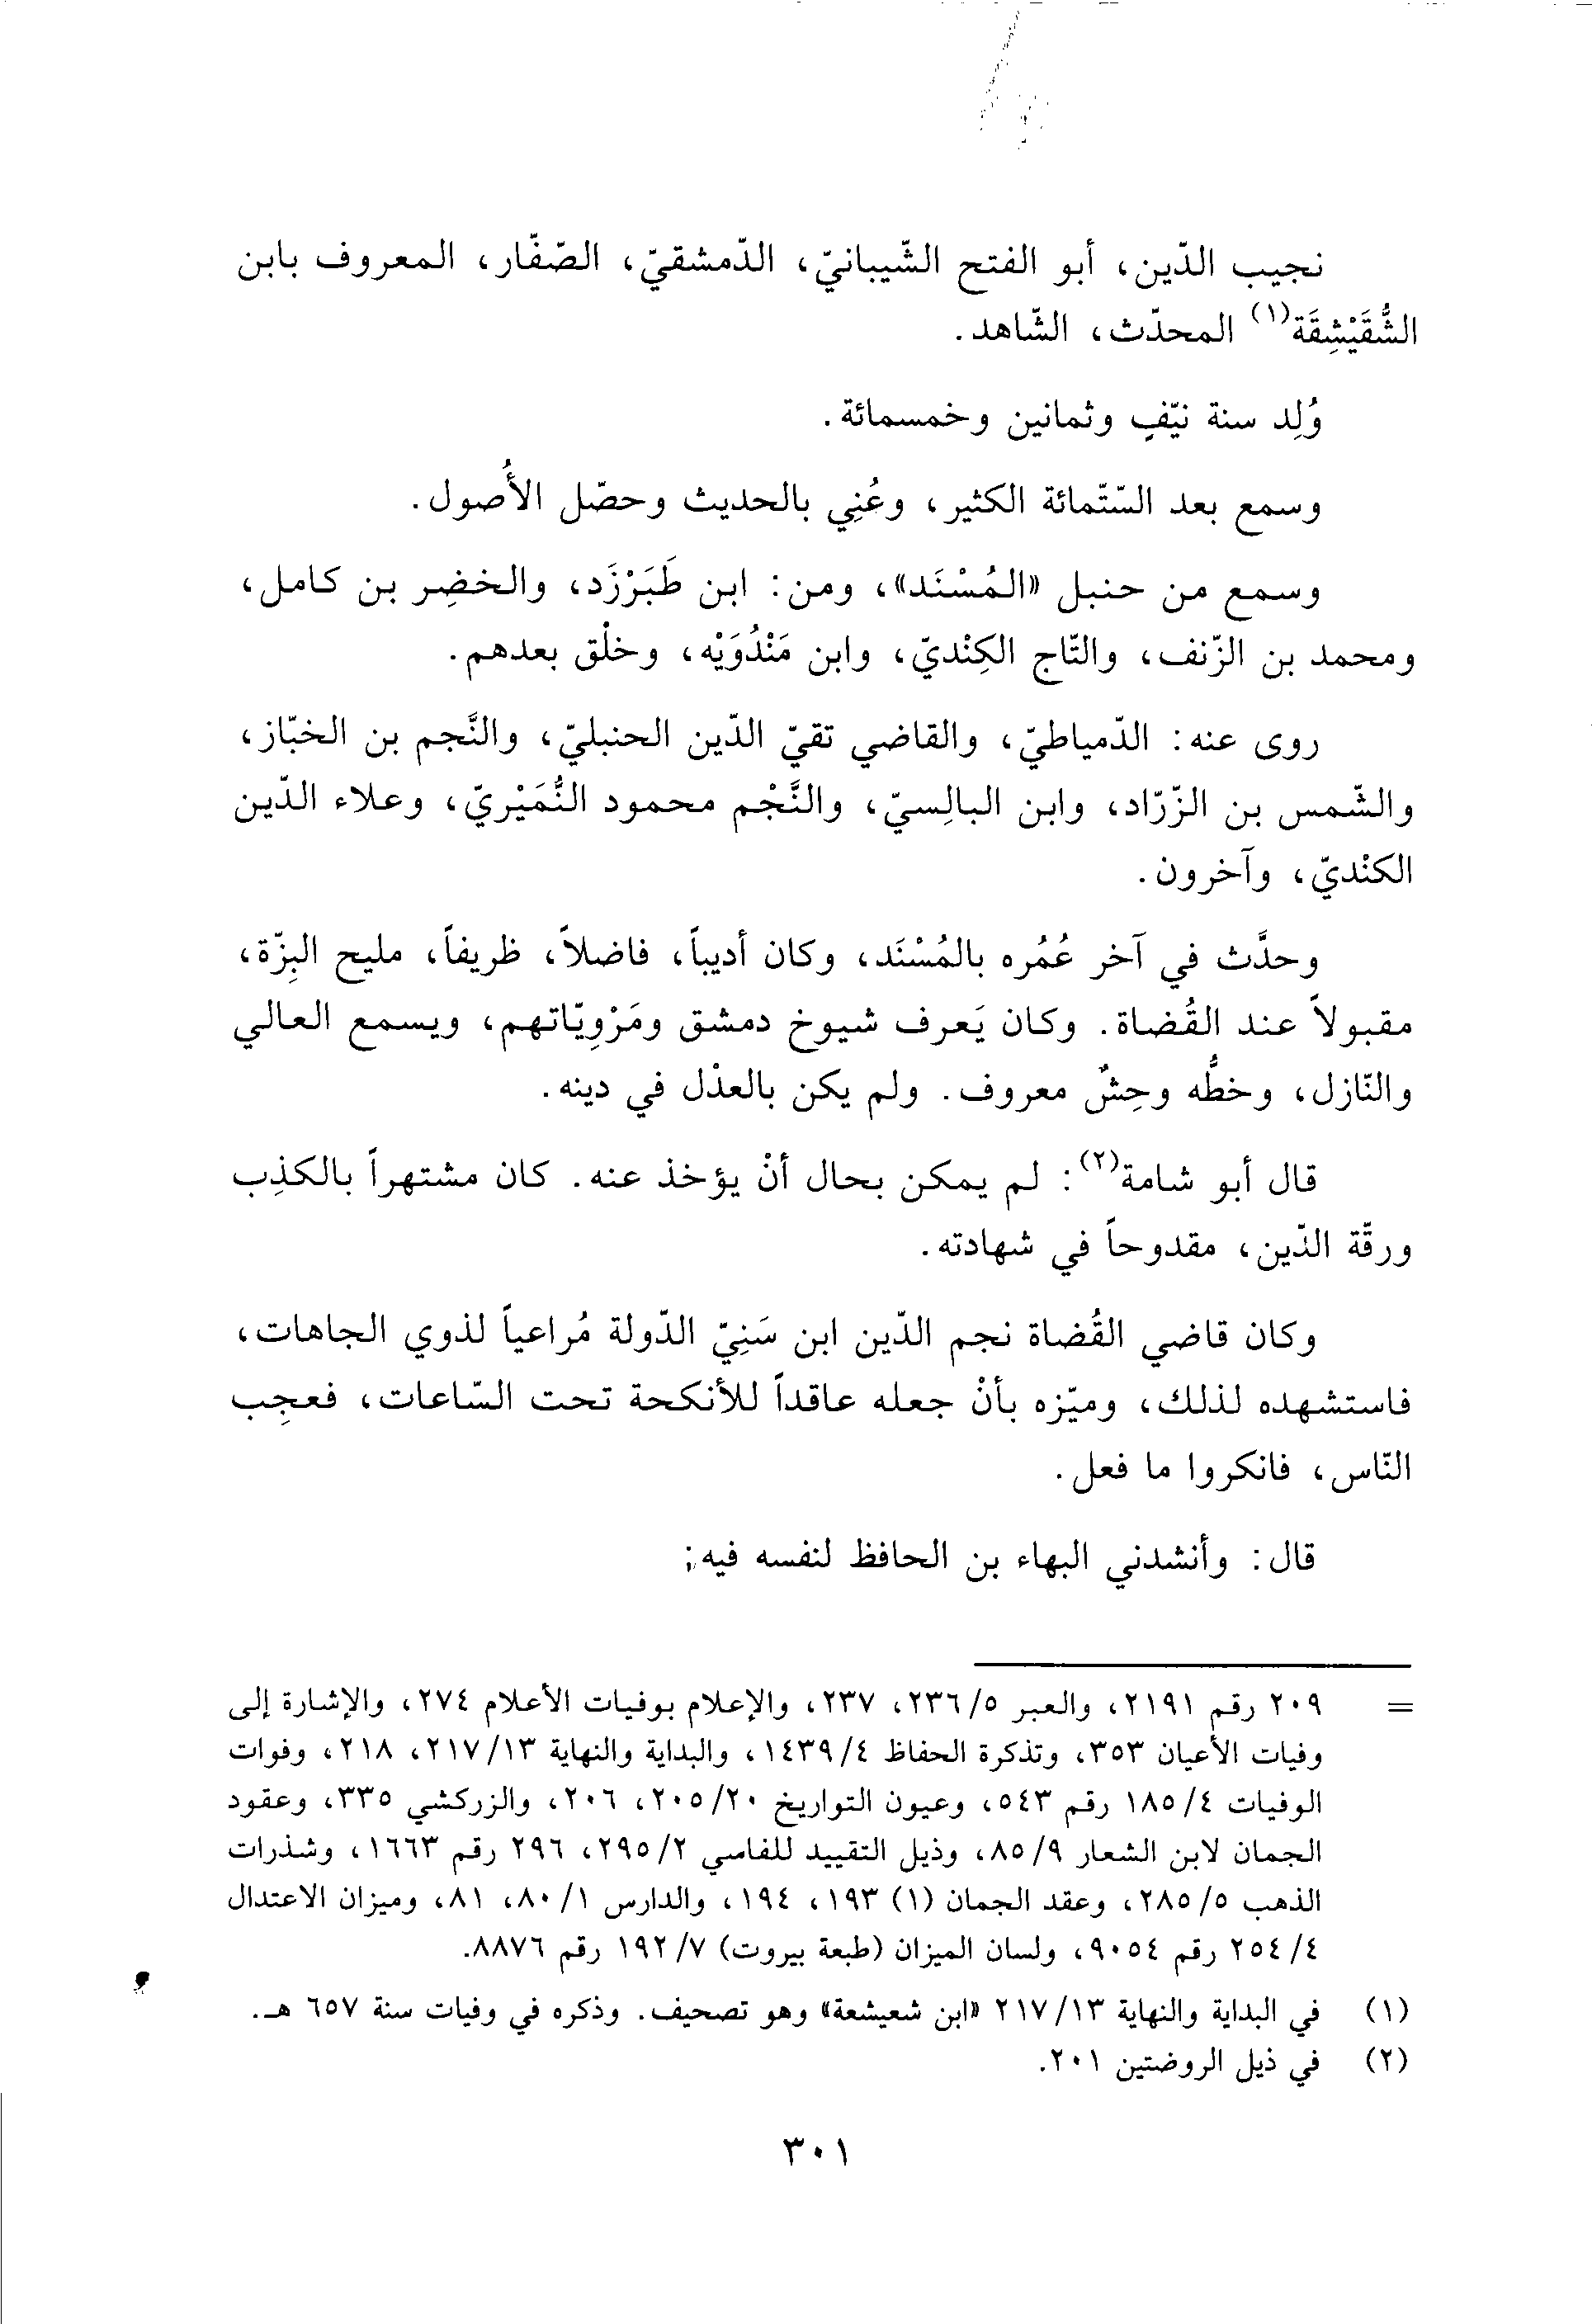 نجيب الدّين، أبو الفتح الشّيبانيّ، الدّمشقيّ، الصّفّار، المعروف بابن
الشُّقَيْشِقَة(١) المحدّث، الشّاهد.
وُلِد سنة نيّفٍ وثمانين وخمسمائة.
وسمع بعد السّتّمائة الكثير، وعُنِي بالحديث وحصّل الأُصول.
وسمع من حنبل «المُسْنَد»، ومن: ابن طَبَرْزَد، والخضِر بن كامل،
ومحمد بن الزّنف، والتّاج الكِنْديّ، وابن مَنْدُوَيْه، وخلْق بعدهم.
روى عنه: الدّمياطيّ، والقاضي تقيّ الدّين الحنبليّ، والنَّجم بن الخبّاز،
والشّمس بن الزّرّاد، وابن البالِسيّ، والنَّجْم محمود النُّمَيْريّ، وعلاء الدّين
الكنْديّ، وآخرون.
وحدَّث في آخر عُمُره بالمُسْنَد، وكان أديباً، فاضلاً، ظريفاً، مليح البِزّة،
مقبولاً عند القُضاة. وكان يَعرف شيوخ دمشق ومَرْوِيّاتهم، ويسمع العالي
والنّازل، وخطُّه وحِشٌ معروف. ولم يكن بالعدْل في دينه.
قال أبو شامة(٢): لم يمكن بحال أنْ يؤخذ عنه. كان مشتهراً بالكذِب
ورقّة الدّين، مقدوحاً في شهادته.
وكان قاضي القُضاة نجم الدّين ابن سَنِيّ الدّولة مُراعياً لذوي الجاهات،
فاستشهده لذلك، وميّزه بأنْ جعله عاقداً للأنكحة تحت السّاعات، فعجِب
النّاس، فانكروا ما فعل.
قال: وأنشدني البهاء بن الحافظ لنفسه فيه:
= ٢٠٩ رقم ٢١٩١، والعبر ٥/ ٢٣٦، ٢٣٧، والإعلام بوفيات الأعلام ٢٧٤، والإشارة إلى
وفيات الأعيان ٣٥٣، وتذكرة الحفاظ ٤/ ١٤٣٩، والبداية والنهاية ١٣/ ٢١٧، ٢١٨، وفوات
الوفيات ٤/ ١٨٥ رقم ٥٤٣، وعيون التواريخ ٢٠/ ٢٠٥، ٢٠٦، والزركشي ٣٣٥، وعقود
الجمان لابن الشعار ٩/ ٨٥، وذيل التقييد للفاسي ٢/ ٢٩٥، ٢٩٦ رقم ١٦٦٣، وشذرات
الذهب ٥/ ٢٨٥، وعقد الجمان (١) ١٩٣، ١٩٤، والدارس ١/ ٨٠، ٨١، وميزان الاعتدال
٤/ ٢٥٤ رقم ٩٠٥٤، ولسان الميزان (طبعة بيروت) ٧/ ١٩٢ رقم ٨٨٧٦.
(١) في البداية والنهاية ١٣/ ٢١٧ «ابن شعيشعة» وهو تصحيف. وذكره في وفيات سنة ٦٥٧ هـ.
(٢) في ذيل الروضتين ٢٠١.
٣٠١